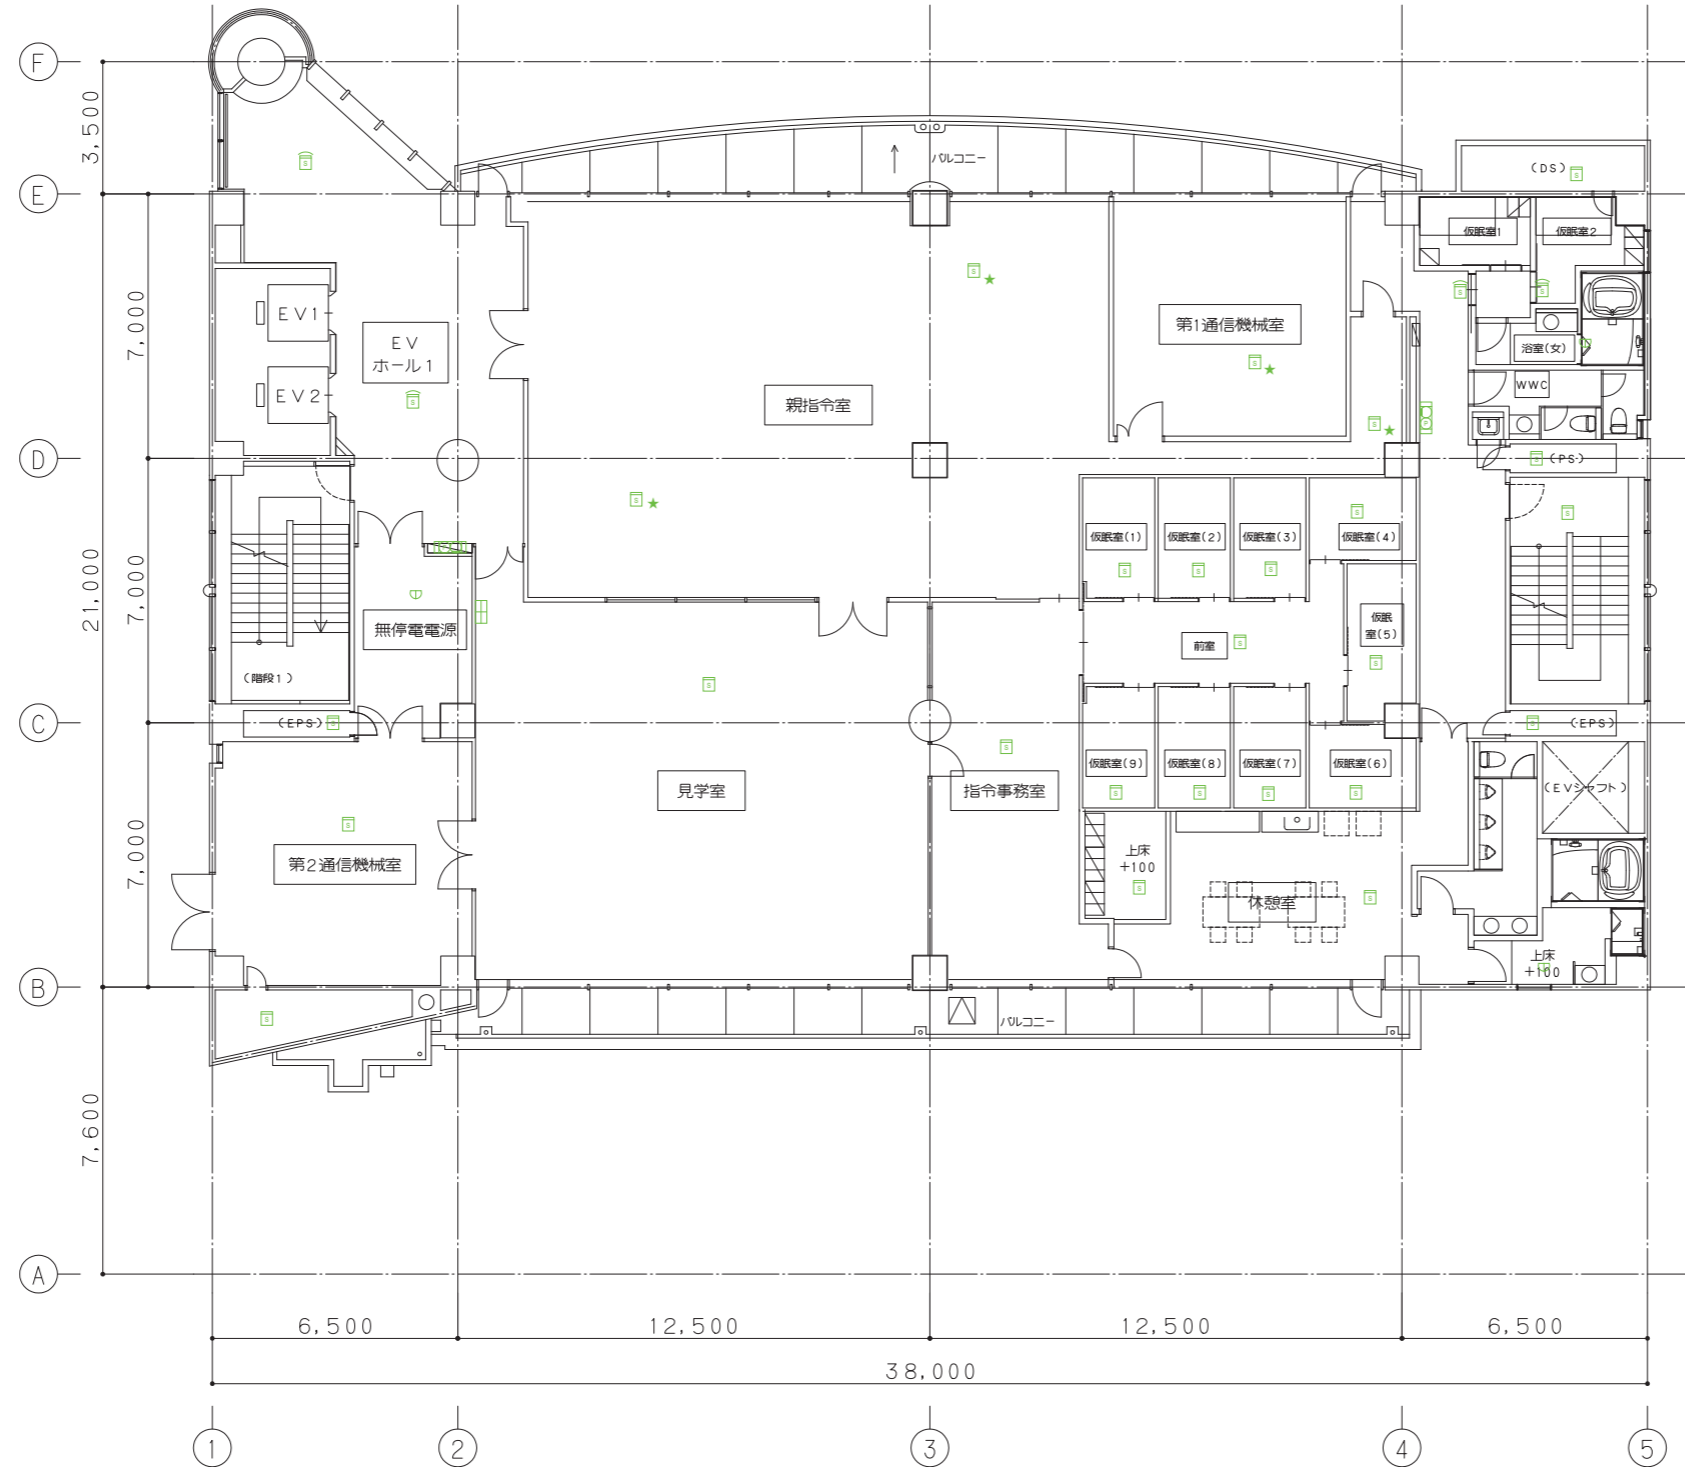 F
3,500
バルコニー
(DS)
E
仮眠室1
仮眠室2
7,000
EV1
EV
ホール1
第1通信機械室
浴室(女)
EV2
親指令室
WWC
D
(PS)
仮眠室(1)
仮眠室(2)
仮眠室(3)
仮眠室(4)
21,000
7,000
無停電電源
仮眠
室(5)
前室
(階段1)
C
(EPS)
(EPS)
仮眠室(9)
仮眠室(8)
仮眠室(7)
仮眠室(6)
見学室
指令事務室
(EVシャフト)
7,000
第2通信機械室
上床
+100
休憩室
上床
+100
B
バルコニー
7,600
A
6,500
12,500
12,500
6,500
38,000
1
2
3
4
5